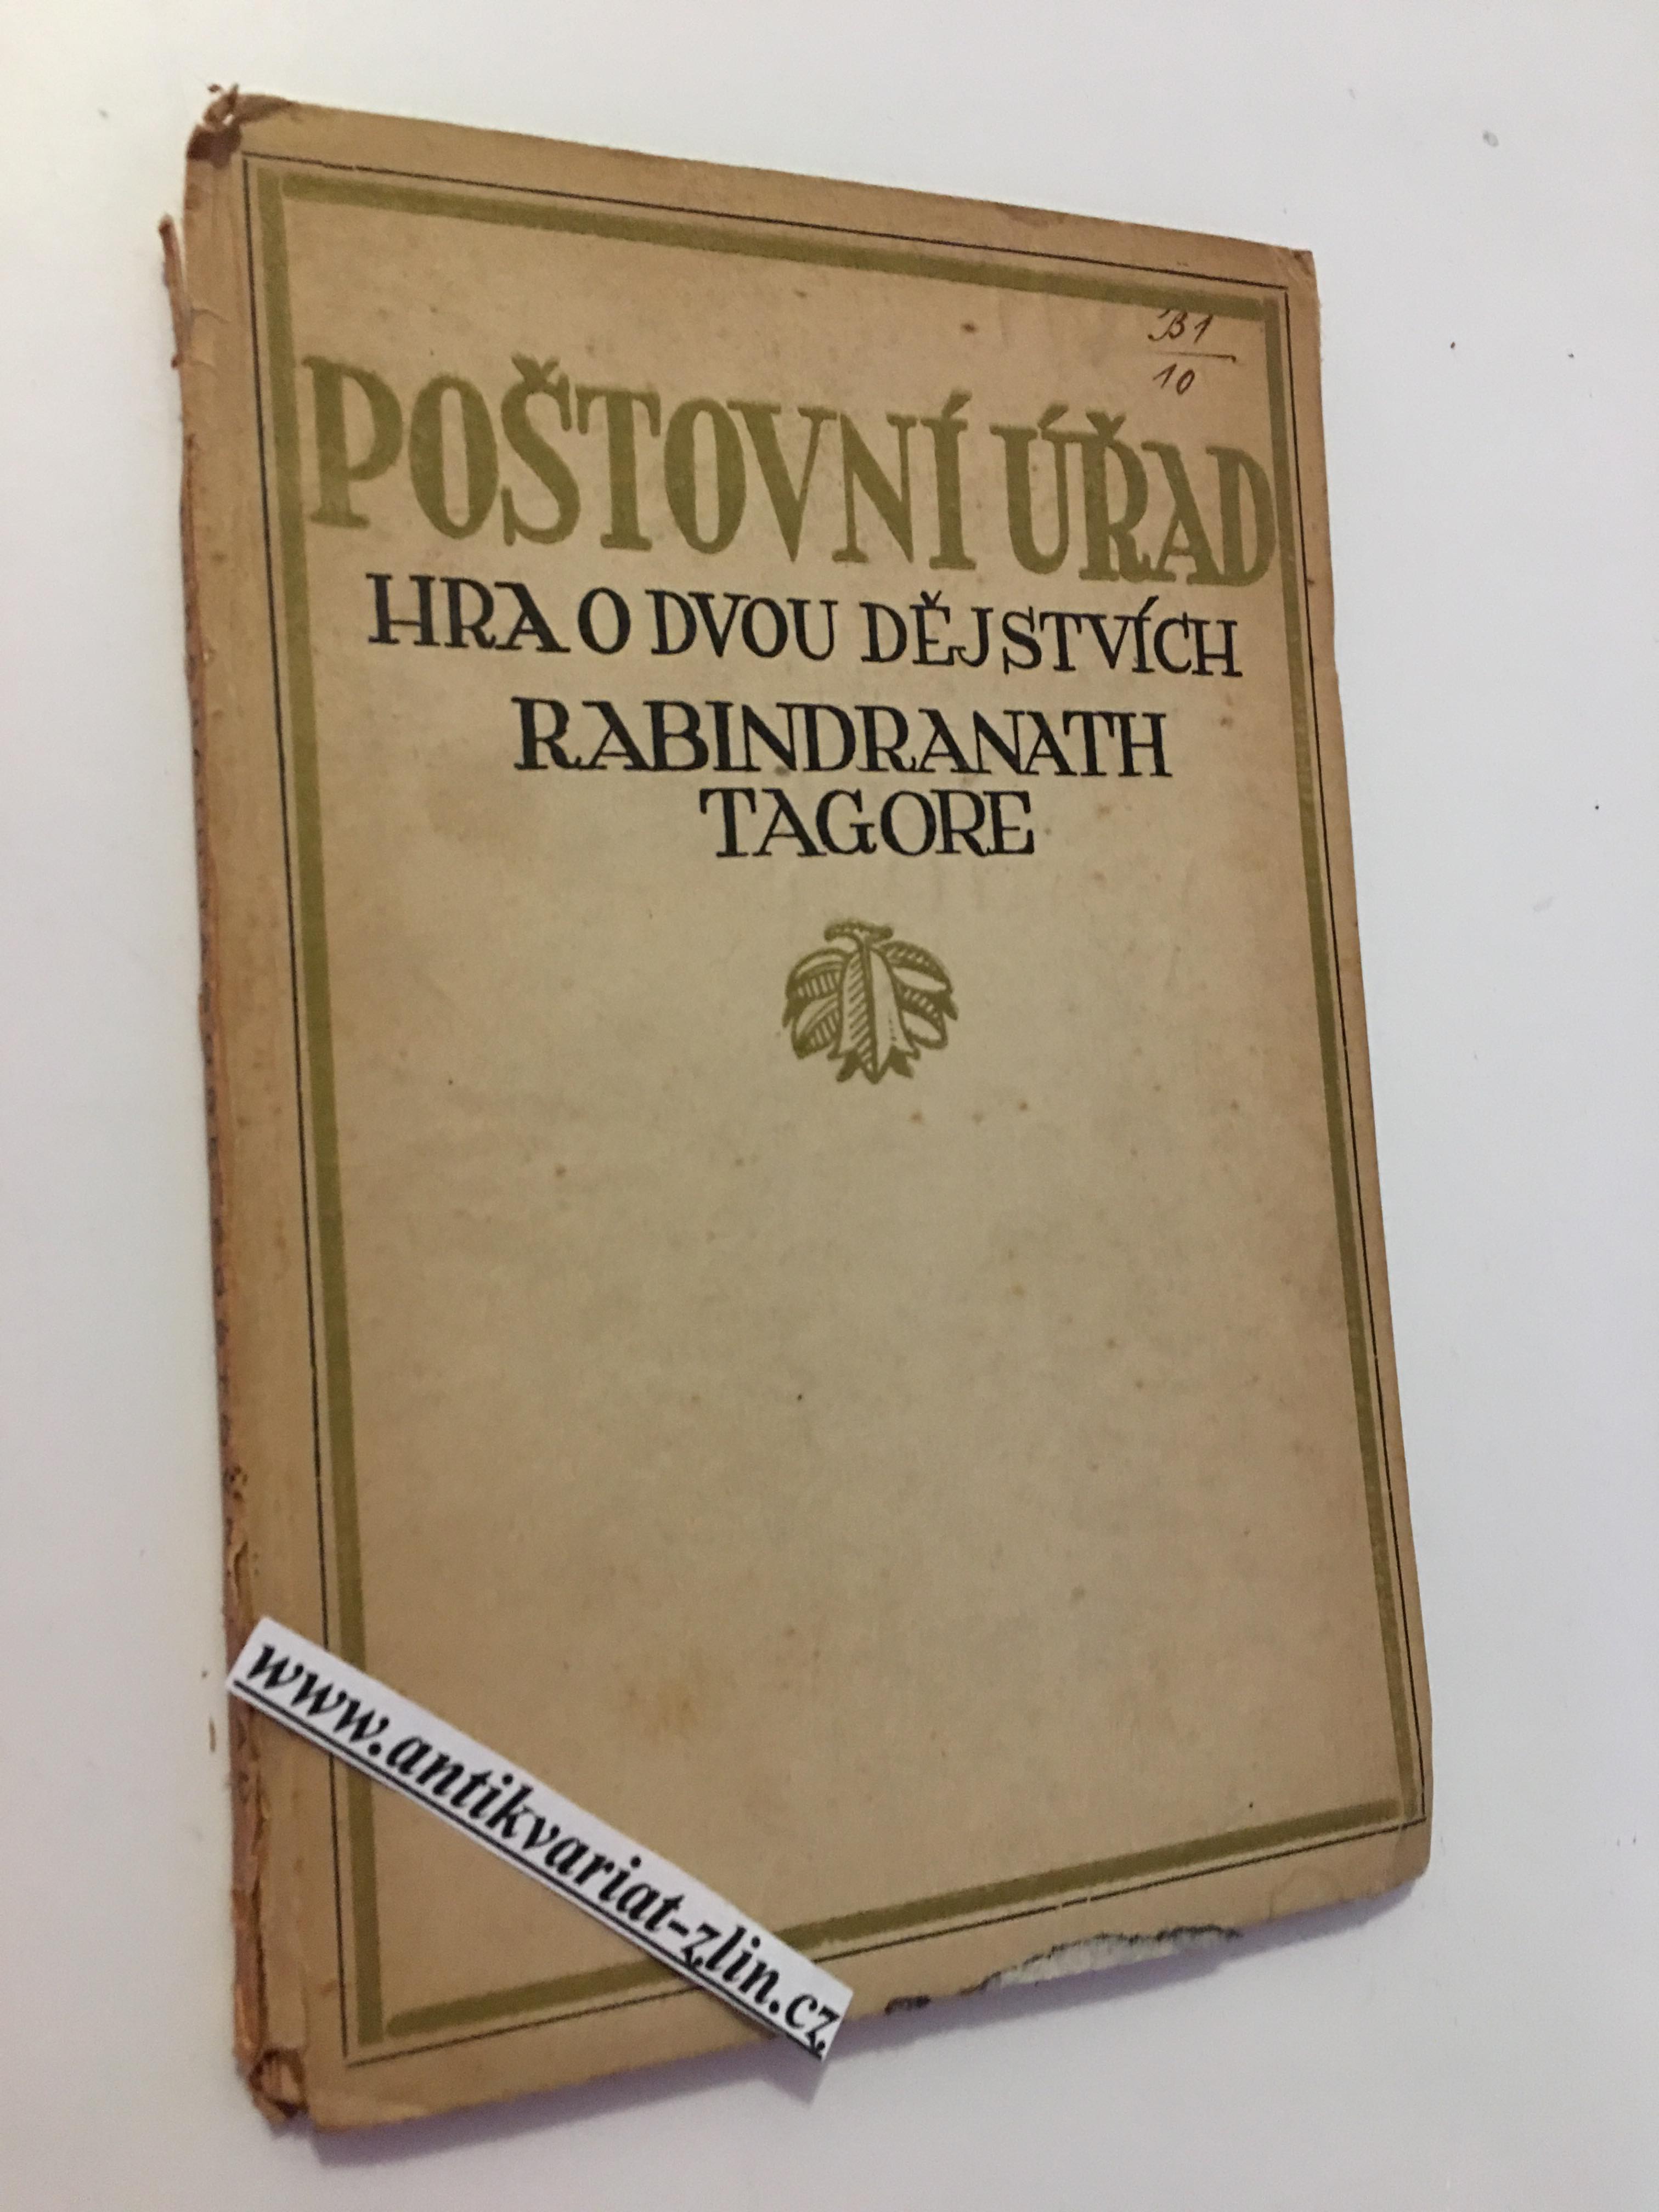 B1
10
POŠTOVNÍ ÚŘAD
HRA O DVOU DĚJSTVÍCH
RABINDRANATH
TAGORE
www.antikvariat-zlin.cz